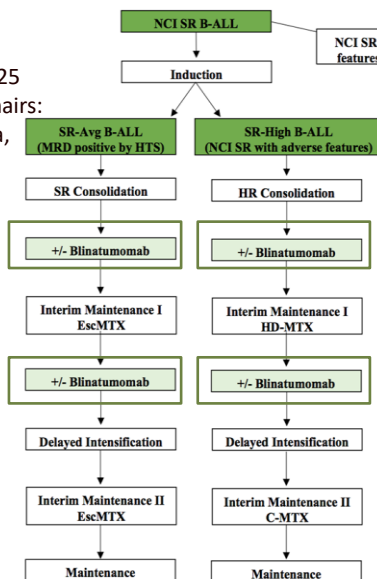 NCI SR B-ALL
NCI SR
features
25
Induction
airs:
SR-Avg B-ALL
(MRD positive by HTS)
SR-High B-ALL
(NCI SR with adverse features)
SR Consolidation
HR Consolidation
+/- Blinatumomab
+/- Blinatumomab
Interim Maintenance I
EscMTX
Interim Maintenance I
HD-MTX
+/- Blinatumomab
+/- Blinatumomab
Delayed Intensification
Delayed Intensification
Interim Maintenance II
EscMTX
Interim Maintenance II
C-MTX
Maintenance
Maintenance